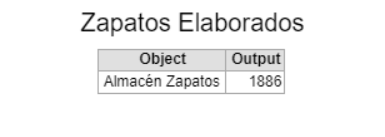 Zapatos Elaborados
Object Output
Almacén Zapatos 1886